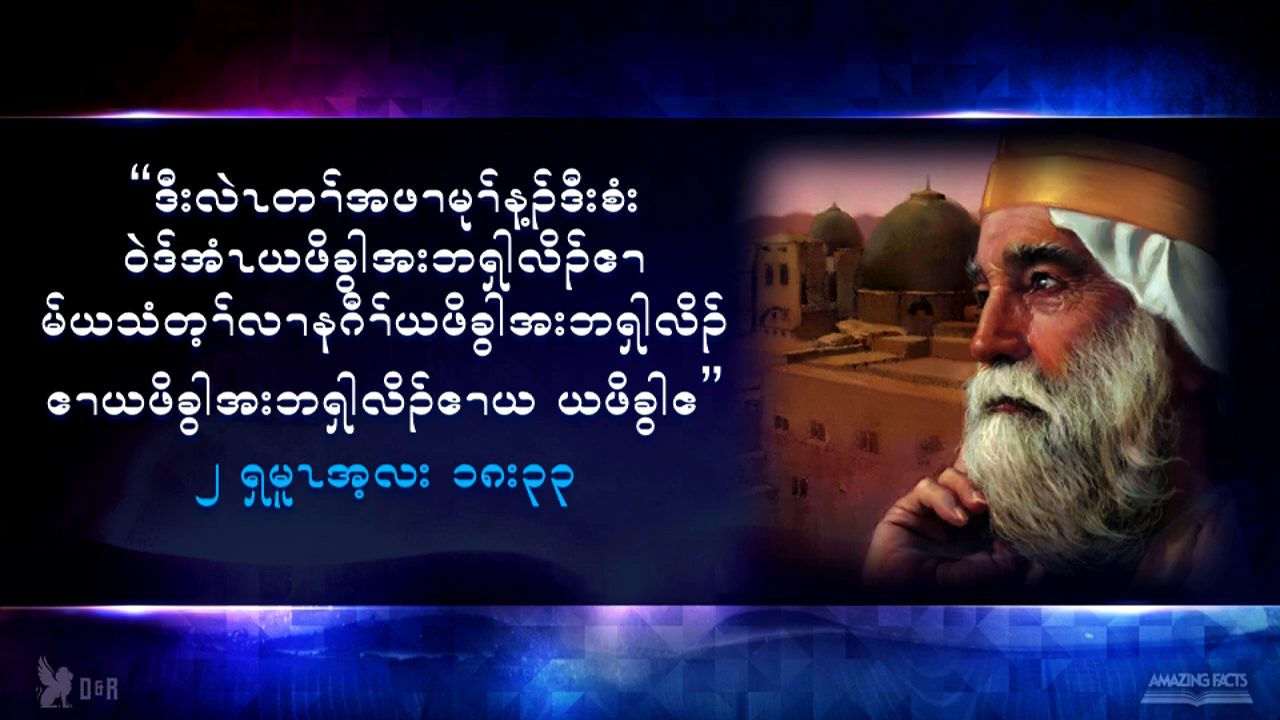 “ဒီးလဲၤတၢ်အဖၢမုၢ်န့ၣ်ဒီးစံး
ဝဲဒ်အံၤယဖိခွါအးဘရှါလိၣ်ဧၢ
မ်ယသံတ့ၢ်လၢနဂီၢ်ယဖိခွါအးဘရှါလိၣ်
ဧၢယဖိခွါအးဘရှါလိၣ်ဧၢယ ယဖိခွါဧ”
၂ ရှမူၤအ့လး ၁၈း၃၃
D&R
AMAZING FACTS